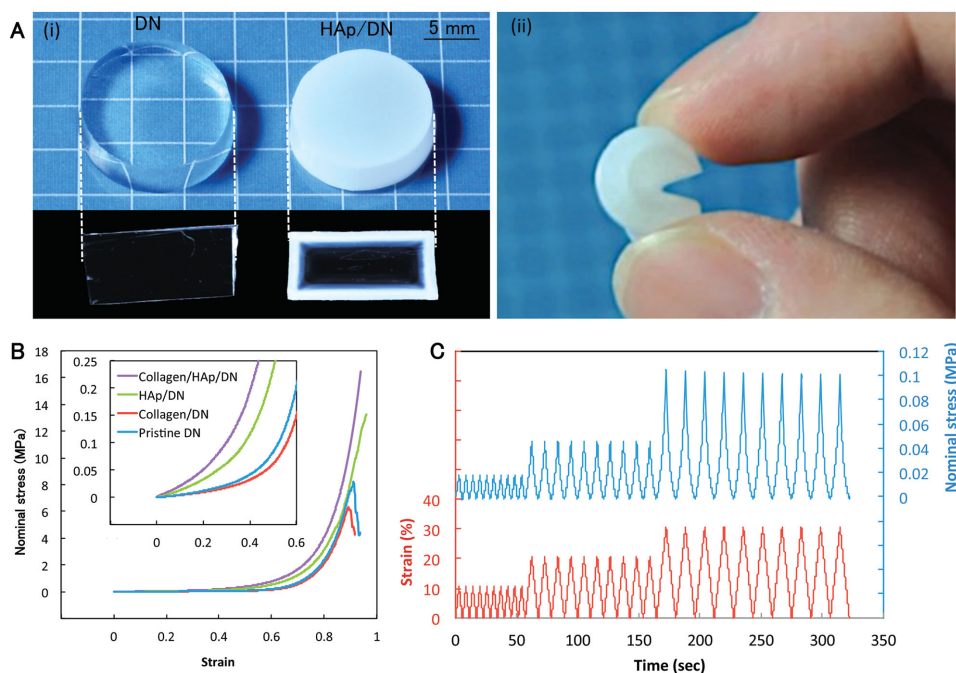 A
(i)
DN
HAp/DN
5 mm
(ii)
B
Nominal stress (MPa)
18
16
14
12
10
8
6
4
2
0
0
0.2
0.4
0.6
0.8
1
Strain
0.25
0.2
0.15
0.1
0.05
0
0
0.2
0.4
0.6
Collagen/HAp/DN
HAp/DN
Collagen/DN
Pristine DN
C
Strain (%)
40
30
20
10
0
0
50
100
150
200
250
300
350
Time (sec)
0.12
0.1
0.08
0.06
0.04
0.02
0
Nominal stress (MPa)